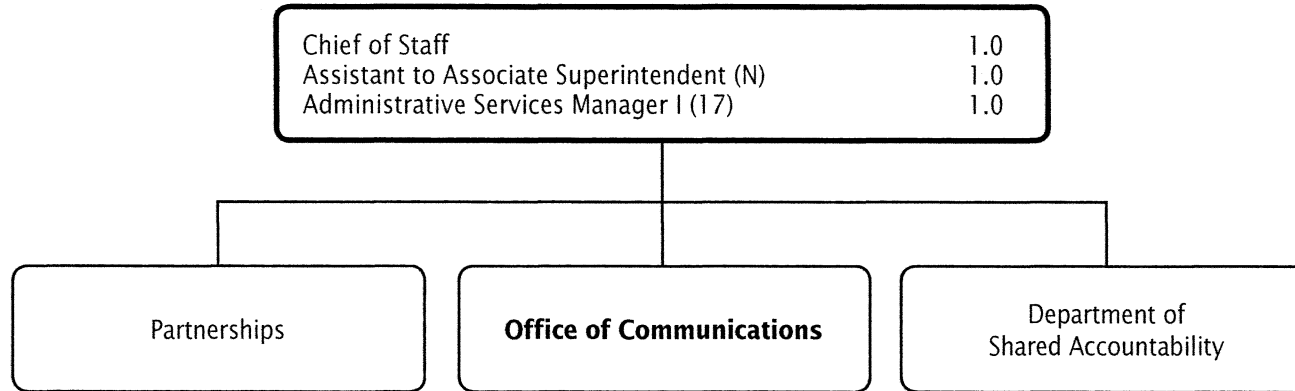 Chief of Staff 1.0
Assistant to Associate Superintendent (N) 1.0
Administrative Services Manager I (17) 1.0
Partnerships
Office of Communications
Department of
Shared Accountability